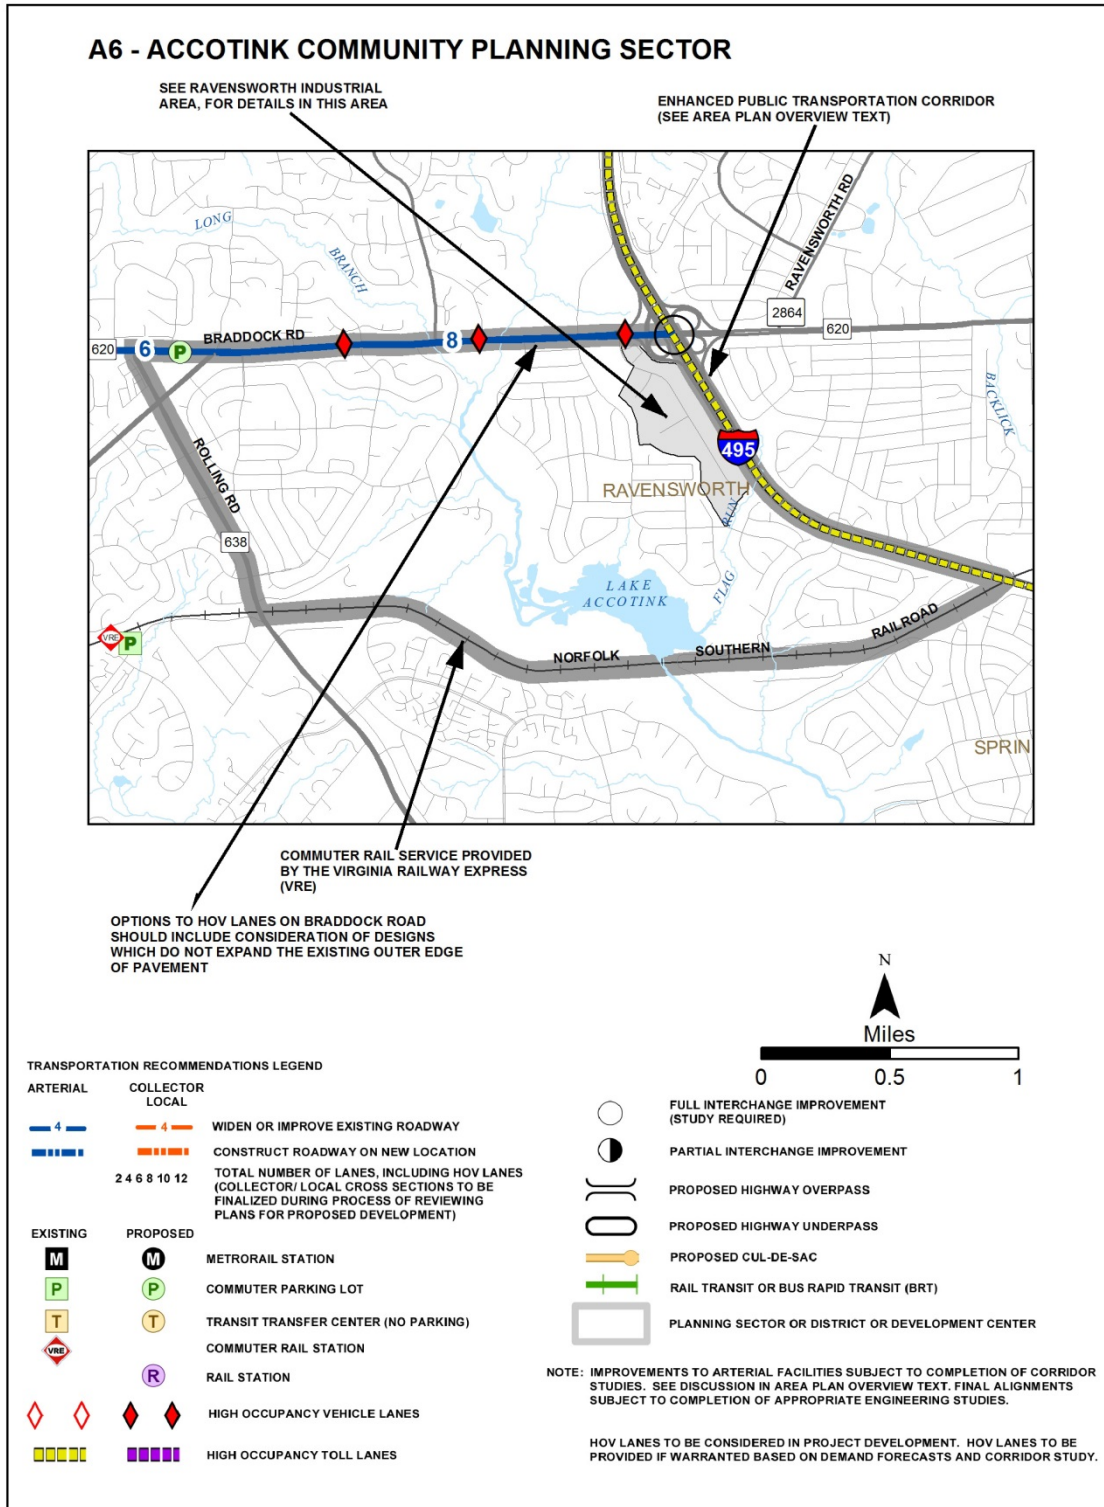 A6 - ACCOTINK COMMUNITY PLANNING SECTOR
SEE RAVENSWORTH INDUSTRIAL
AREA, FOR DETAILS IN THIS AREA
ENHANCED PUBLIC TRANSPORTATION CORRIDOR
(SEE AREA PLAN OVERVIEW TEXT)
LONG
BRANCH
RAVENSWORTH RD
2864
620
BRADDOCK RD
620
6
P
8
BACKLICK
ROLLING RD
495
RAVENSWORTH
RUN
638
LAKE
ACCOTINK
FLAG
VRE
P
NORFOLK
SOUTHERN
RAILROAD
SPRIN
COMMUTER RAIL SERVICE PROVIDED
BY THE VIRGINIA RAILWAY EXPRESS
(VRE)
OPTIONS TO HOV LANES ON BRADDOCK ROAD
SHOULD INCLUDE CONSIDERATION OF DESIGNS
WHICH DO NOT EXPAND THE EXISTING OUTER EDGE
OF PAVEMENT
N
Miles
0 0.5 1
TRANSPORTATION RECOMMENDATIONS LEGEND
ARTERIAL
COLLECTOR
LOCAL
4 4 WIDEN OR IMPROVE EXISTING ROADWAY
CONSTRUCT ROADWAY ON NEW LOCATION
2 4 6 8 10 12 TOTAL NUMBER OF LANES, INCLUDING HOV LANES
(COLLECTOR/ LOCAL CROSS SECTIONS TO BE
FINALIZED DURING PROCESS OF REVIEWING
PLANS FOR PROPOSED DEVELOPMENT)
EXISTING PROPOSED
M M METRORAIL STATION
P P COMMUTER PARKING LOT
T T TRANSIT TRANSFER CENTER (NO PARKING)
VRE COMMUTER RAIL STATION
R RAIL STATION
HIGH OCCUPANCY VEHICLE LANES
HIGH OCCUPANCY TOLL LANES
FULL INTERCHANGE IMPROVEMENT
(STUDY REQUIRED)
PARTIAL INTERCHANGE IMPROVEMENT
PROPOSED HIGHWAY OVERPASS
PROPOSED HIGHWAY UNDERPASS
PROPOSED CUL-DE-SAC
RAIL TRANSIT OR BUS RAPID TRANSIT (BRT)
PLANNING SECTOR OR DISTRICT OR DEVELOPMENT CENTER
NOTE: IMPROVEMENTS TO ARTERIAL FACILITIES SUBJECT TO COMPLETION OF CORRIDOR
STUDIES. SEE DISCUSSION IN AREA PLAN OVERVIEW TEXT. FINAL ALIGNMENTS
SUBJECT TO COMPLETION OF APPROPRIATE ENGINEERING STUDIES.
HOV LANES TO BE CONSIDERED IN PROJECT DEVELOPMENT. HOV LANES TO BE
PROVIDED IF WARRANTED BASED ON DEMAND FORECASTS AND CORRIDOR STUDY.